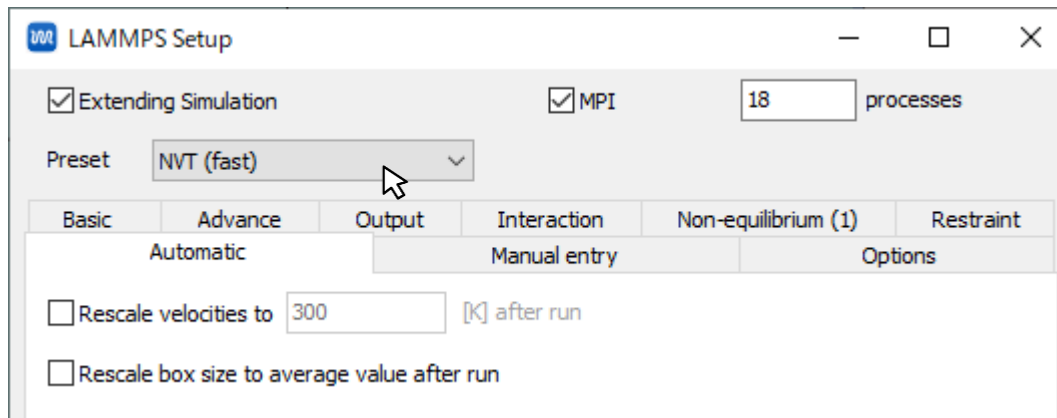 LAMMPS Setup
Extending Simulation MPI 18 processes
Preset NVT (fast)
Basic Advance Output Interaction Non-equilibrium (1) Restraint
Automatic Manual entry Options
Rescale velocities to 300 [K] after run
Rescale box size to average value after run